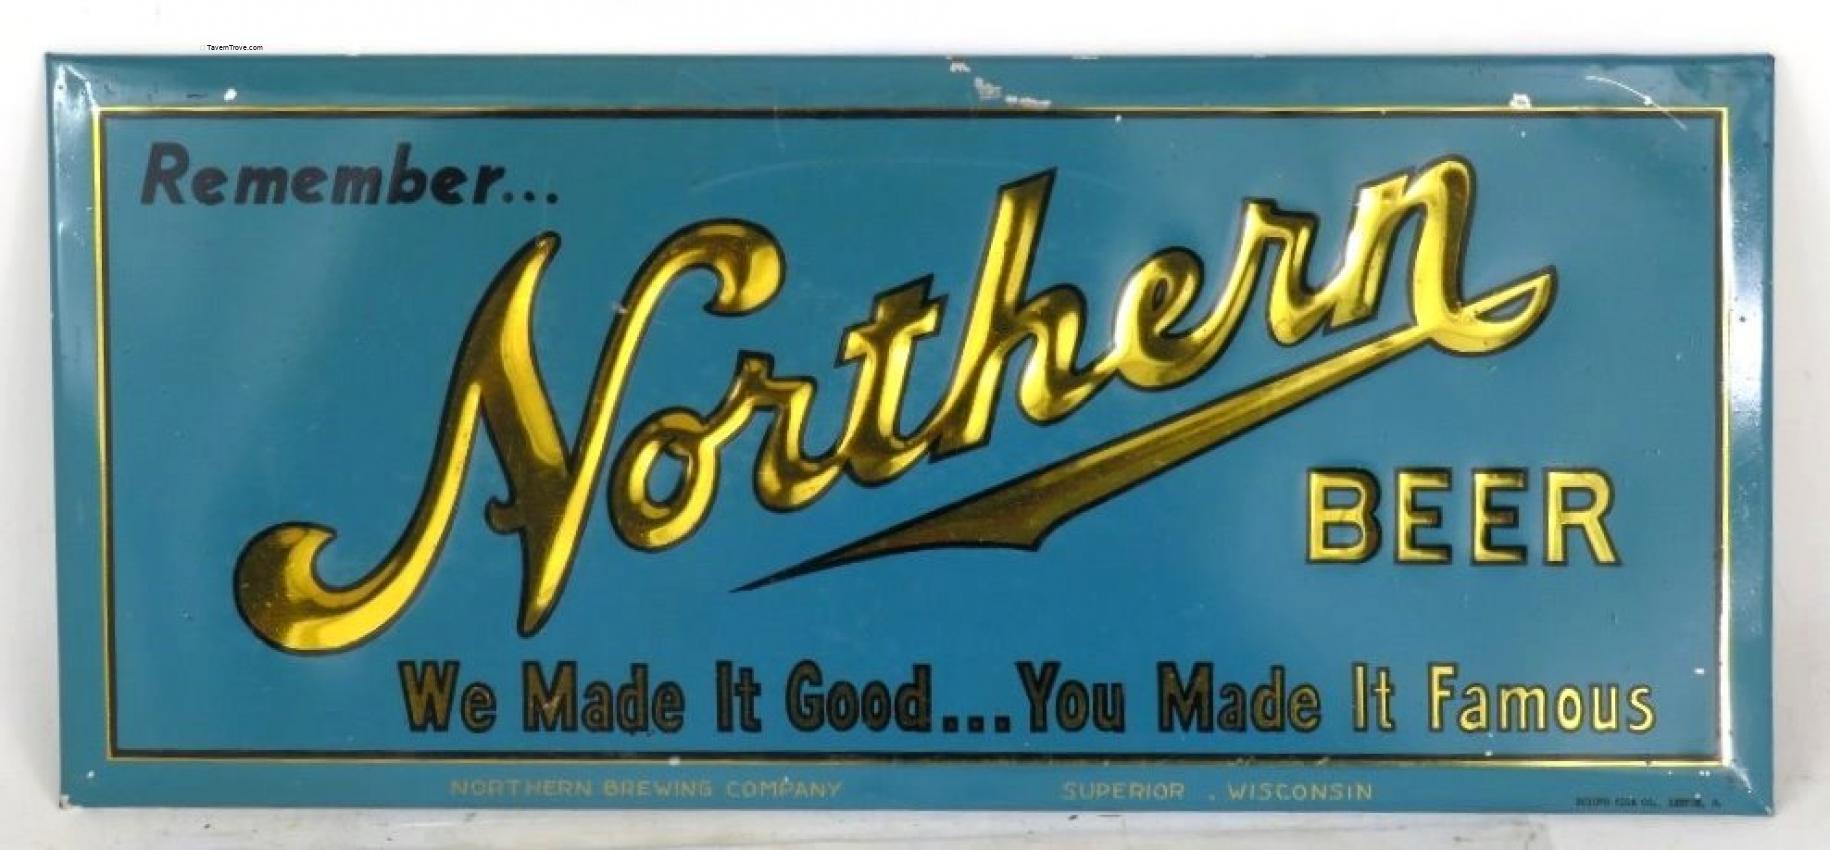 TavernTrove.com
Remember...
Northern
BEER
We Made It Good...You Made It Famous
NORTHERN BREWING COMPANY SUPERIOR . WISCONSIN